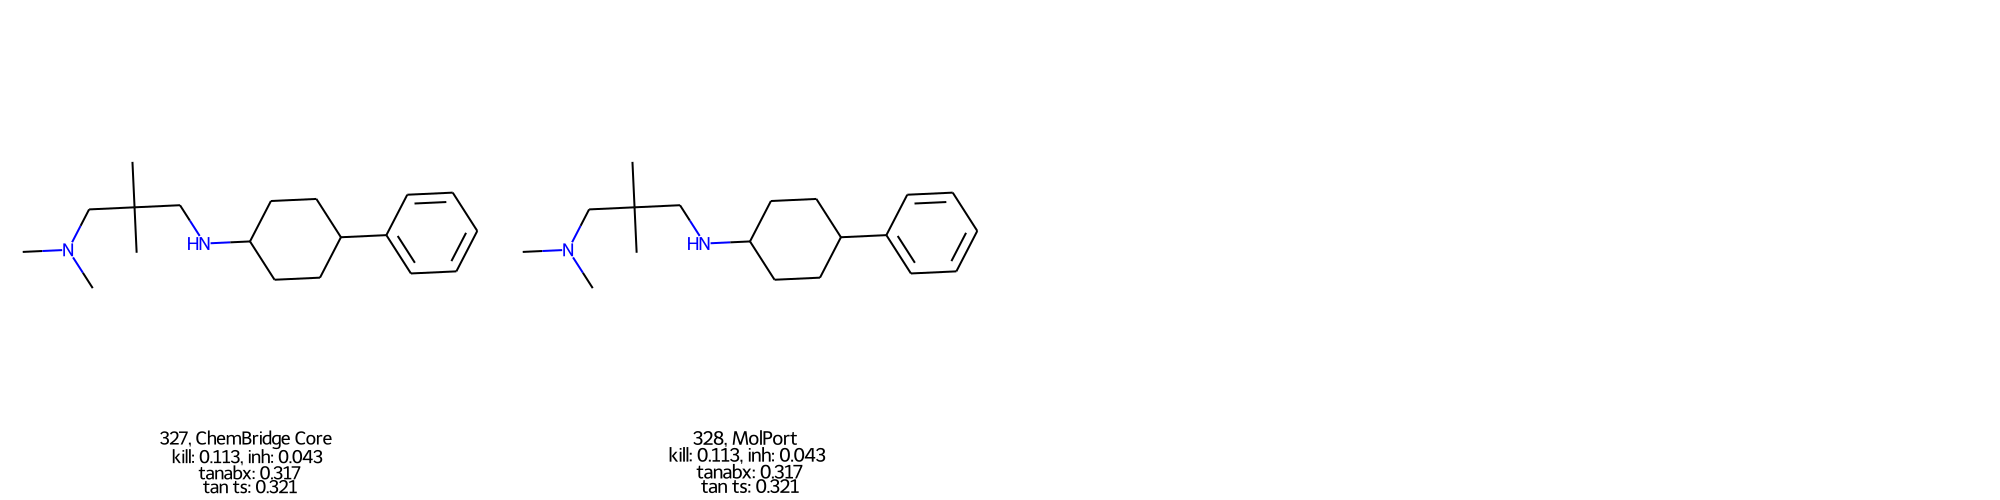 N
HN
N
HN
327, ChemBridge Core
kill: 0.113, inh: 0.043
tanabx: 0.317
tan ts: 0.321
328, MolPort
kill: 0.113, inh: 0.043
tanabx: 0.317
tan ts: 0.321